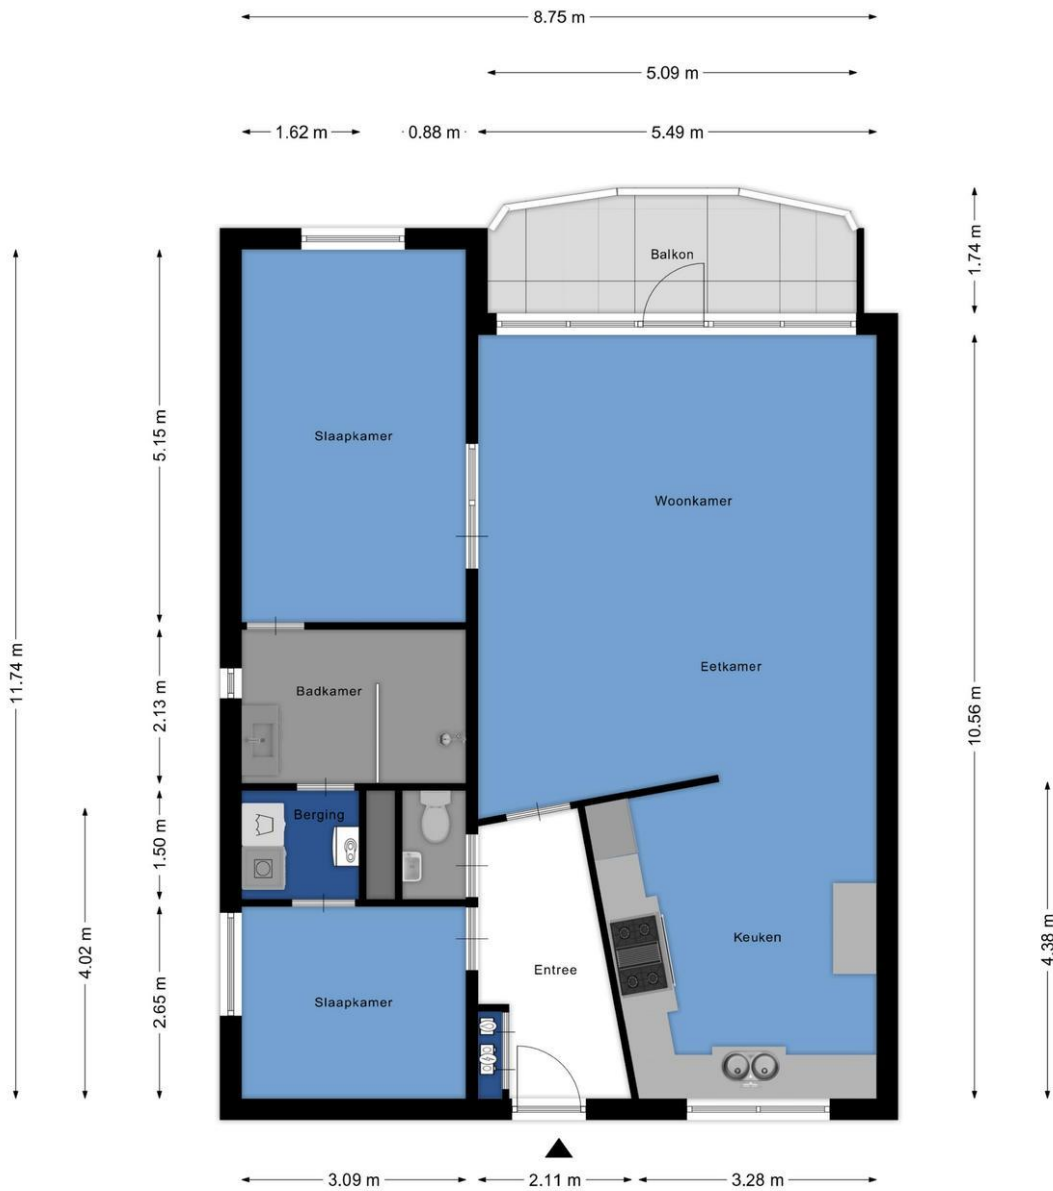 8.75 m
5.09 m
1.62 m
0.88 m
5.49 m
1.74 m
Balkon
5.15 m
Slaapkamer
Woonkamer
11.74 m
10.56 m
Eetkamer
2.13 m
Badkamer
1.50 m
Berging
4.02 m
4.38 m
Keuken
Entree
2.65 m
Slaapkamer
3.09 m
2.11 m
3.28 m